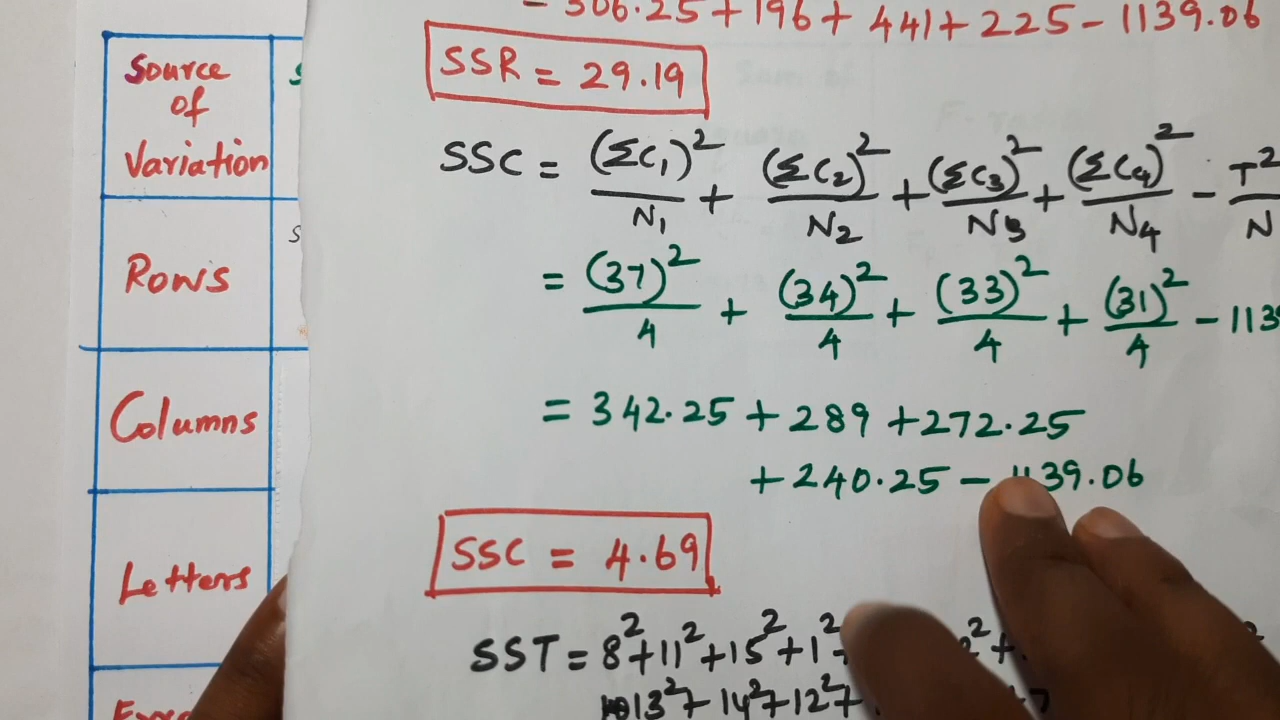 = 306.25 + 196 + 441 + 225 - 1139.06
SSR = 29.19
SSC = (ΣC₁)²/N₁ + (ΣC₂)²/N₂ + (ΣC₃)²/N₃ + (ΣC₄)²/N₄ - T²/N
= (37)²/4 + (34)²/4 + (33)²/4 + (31)²/4 - 113
= 342.25 + 289 + 272.25
+ 240.25 - 1139.06
SSC = 4.69
SST = 8² + 11² + 15² + 1²
13² + 14² + 12² +
Source
of
Variation
Rows
Columns
Letters